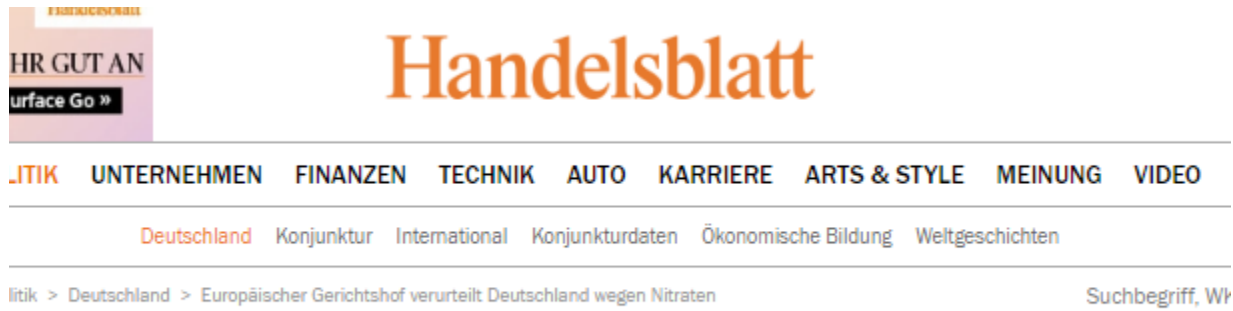 Handelsblatt
HR GUT AN
Handelsblatt
urface Go »
LITIK UNTERNEHMEN FINANZEN TECHNIK AUTO KARRIERE ARTS & STYLE MEINUNG VIDEO
Deutschland Konjunktur International Konjunkturdaten Ökonomische Bildung Weltgeschichten
litik > Deutschland > Europäischer Gerichtshof verurteilt Deutschland wegen Nitraten Suchbegriff, WK